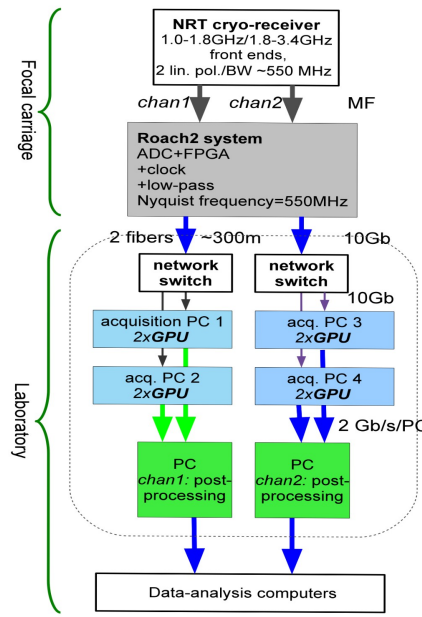 NRT cryo-receiver
1.0-1.8GHz/1.8-3.4GHz
front ends,
2 lin. pol./BW ~550 MHz
chan1 chan2 MF
Roach2 system
ADC+FPGA
+clock
+low-pass
Nyquist frequency=550MHz
Focal carriage
2 fibers ~300m 10Gb
network
switch
network
switch
10Gb
acquisition PC 1
2xGPU
acq. PC 3
2xGPU
acq. PC 2
2xGPU
acq. PC 4
2xGPU
2 Gb/s/PC
PC
chan1: post-
processing
PC
chan2: post-
processing
Laboratory
Data-analysis computers